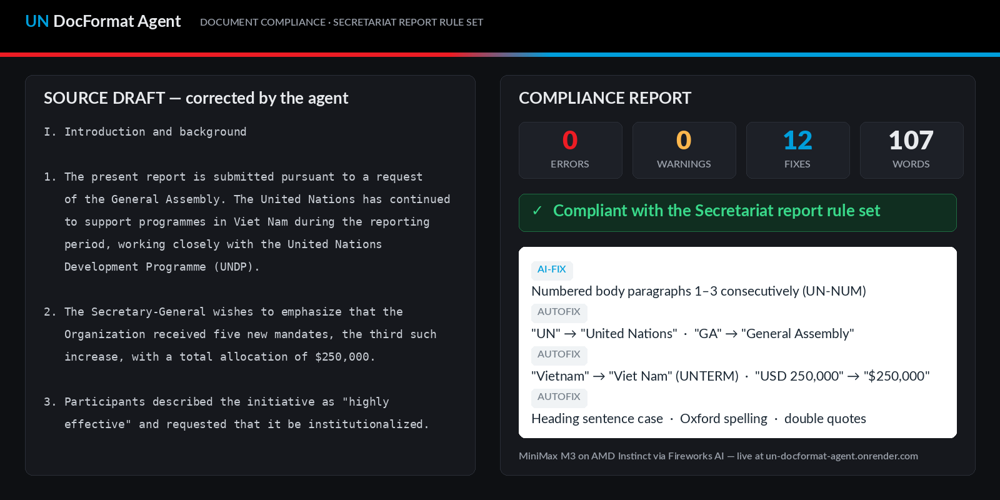 UN DocFormat Agent
DOCUMENT COMPLIANCE · SECRETARIAT REPORT RULE SET
SOURCE DRAFT — corrected by the agent
I. Introduction and background
1. The present report is submitted pursuant to a request
of the General Assembly. The United Nations has continued
to support programmes in Viet Nam during the reporting
period, working closely with the United Nations
Development Programme (UNDP).
2. The Secretary-General wishes to emphasize that the
Organization received five new mandates, the third such
increase, with a total allocation of $250,000.
3. Participants described the initiative as "highly
effective" and requested that it be institutionalized.
COMPLIANCE REPORT
0
ERRORS
0
WARNINGS
12
FIXES
107
WORDS
✓ Compliant with the Secretariat report rule set
AI-FIX
Numbered body paragraphs 1–3 consecutively (UN-NUM)
AUTOFIX
"UN" → "United Nations" · "GA" → "General Assembly"
AUTOFIX
"Vietnam" → "Viet Nam" (UNTERM) · "USD 250,000" → "$250,000"
AUTOFIX
Heading sentence case · Oxford spelling · double quotes
MiniMax M3 on AMD Instinct via Fireworks AI — live at un-docformat-agent.onrender.com